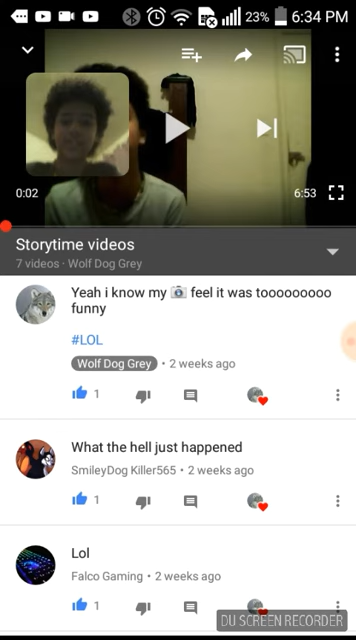 23% 6:34 PM
0:02
6:53
Storytime videos
7 videos · Wolf Dog Grey
Yeah i know my 📷 feel it was tooooooooo
funny
#LOL
Wolf Dog Grey • 2 weeks ago
1
What the hell just happened
SmileyDog Killer565 • 2 weeks ago
1
Lol
Falco Gaming • 2 weeks ago
1
DU SCREEN RECORDER